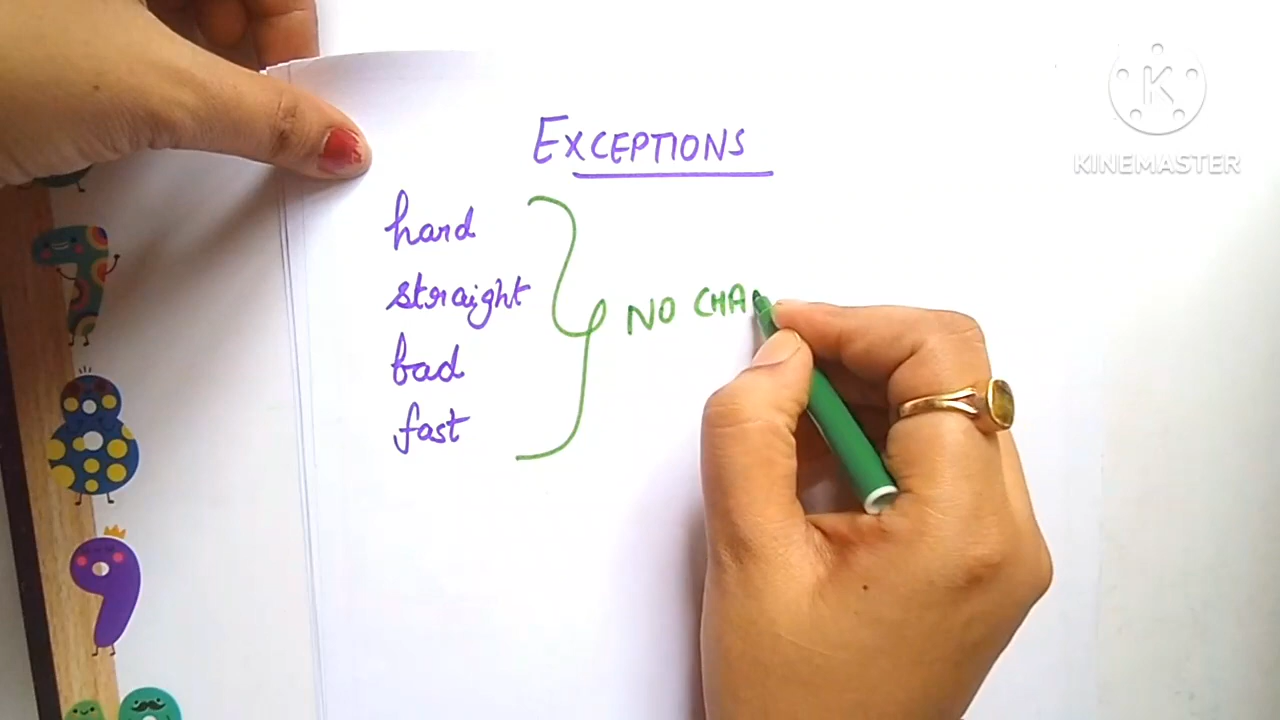 EXCEPTIONS
hard
straight
bad
fast
NO CHA
K
KINEMASTER